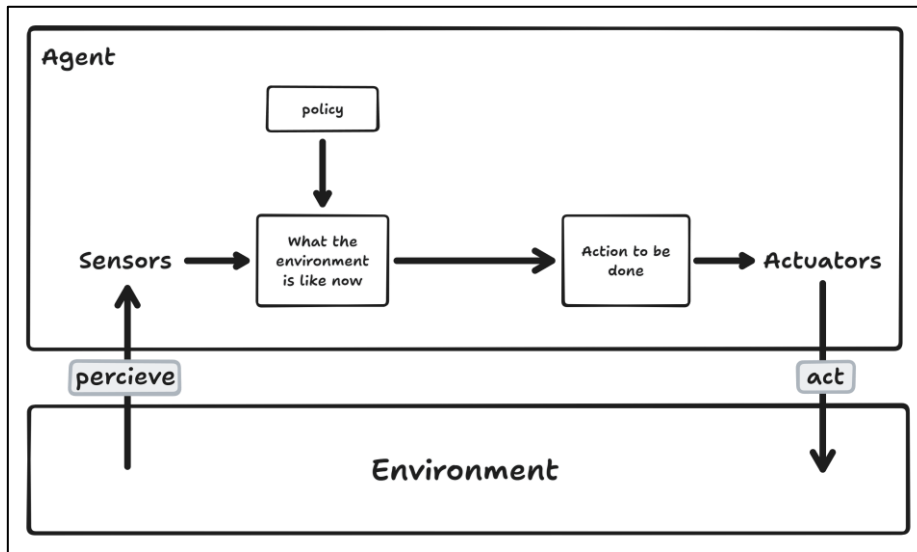 Agent
policy
What the
environment
is like now
Action to be
done
Sensors
Actuators
percieve
act
Environment